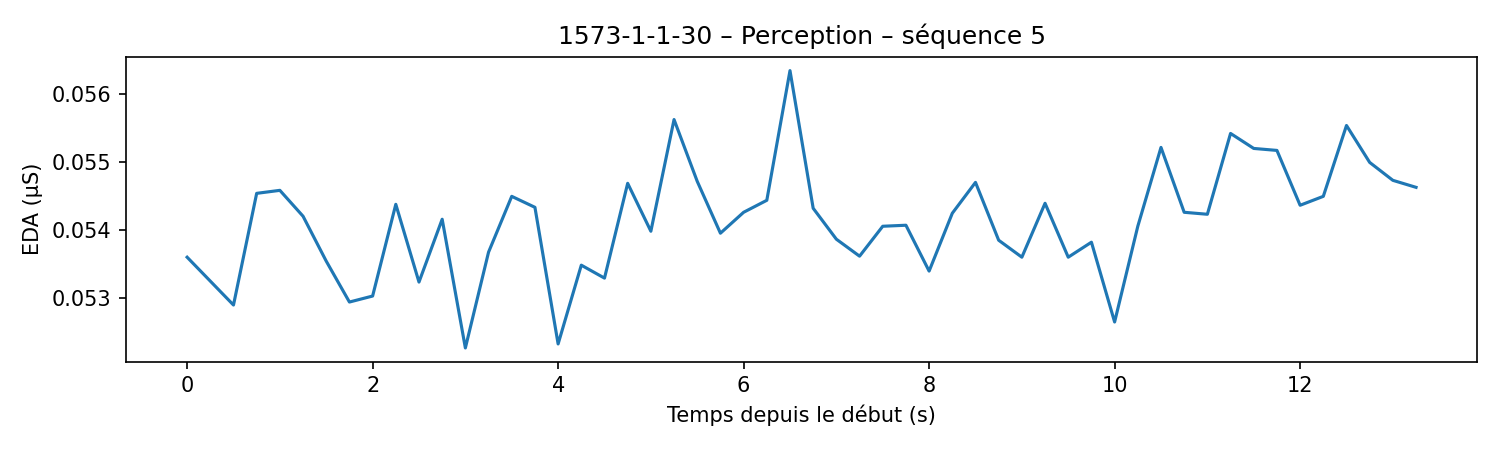 1573-1-1-30 – Perception – séquence 5
EDA (µS)
0.056
0.055
0.054
0.053
0 2 4 6 8 10 12
Temps depuis le début (s)